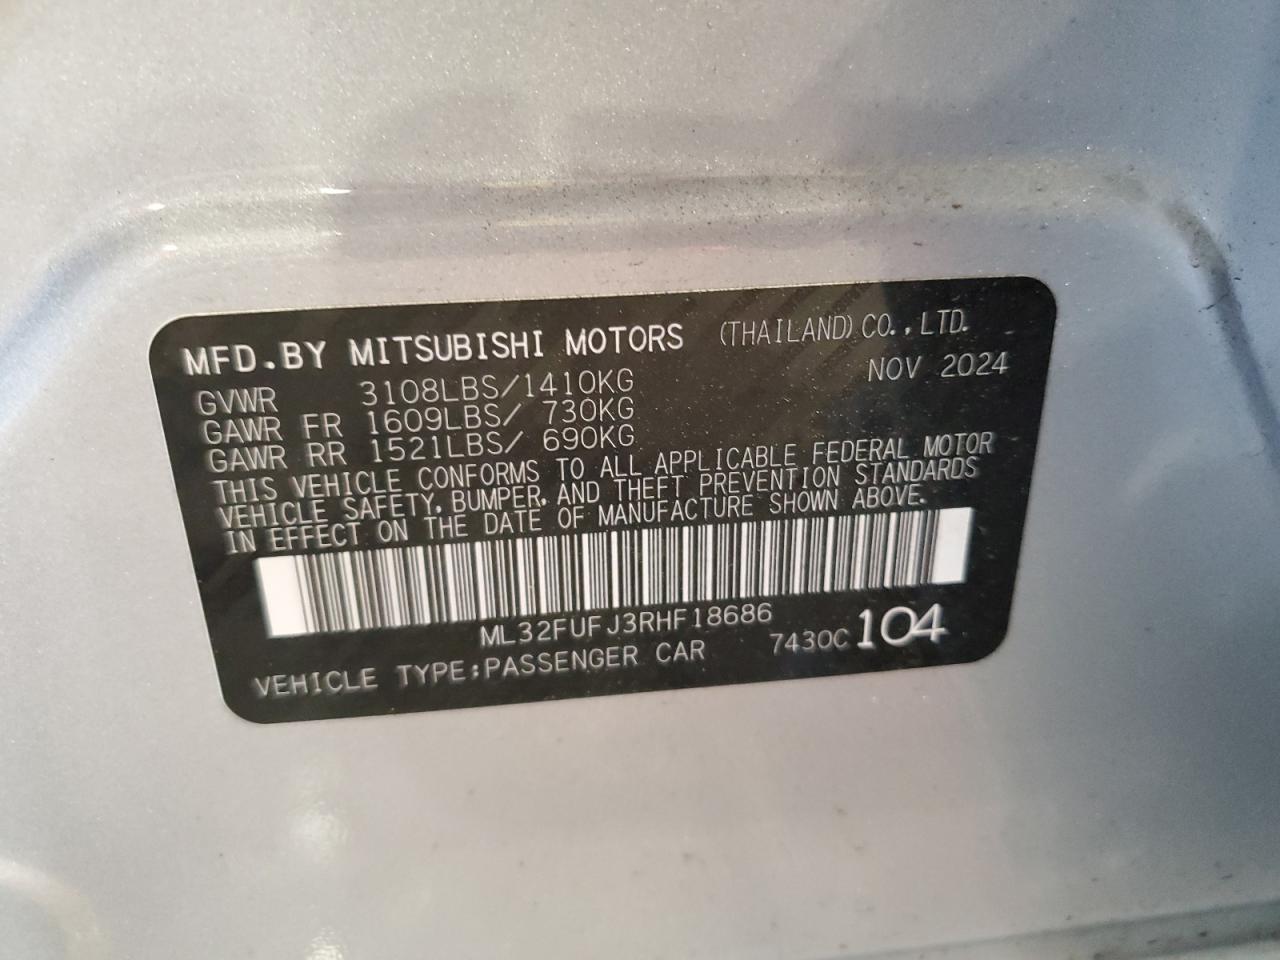 MFD.BY MITSUBISHI MOTORS (THAILAND) CO.,LTD.
NOV 2024
GVWR 3108LBS/1410KG
GAWR FR 1609LBS/ 730KG
GAWR RR 1521LBS/ 690KG
THIS VEHICLE CONFORMS TO ALL APPLICABLE FEDERAL MOTOR
VEHICLE SAFETY, BUMPER, AND THEFT PREVENTION STANDARDS
IN EFFECT ON THE DATE OF MANUFACTURE SHOWN ABOVE.
ML32FUFJ3RHF18686
VEHICLE TYPE:PASSENGER CAR 7430C 104